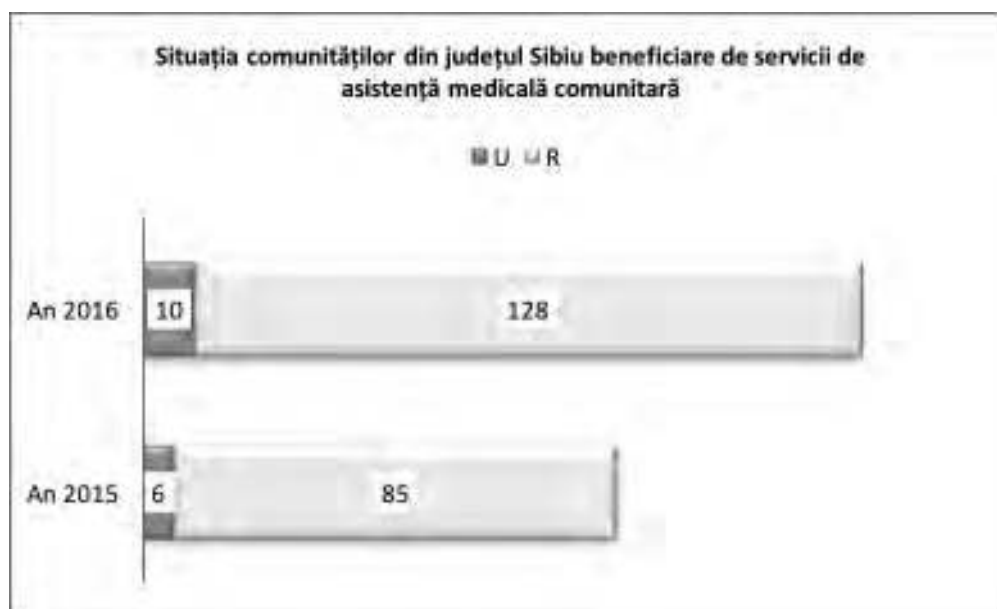 Situația comunităților din județul Sibiu beneficiare de servicii de
asistență medicală comunitară
U R
An 2016 10 128
An 2015 6 85